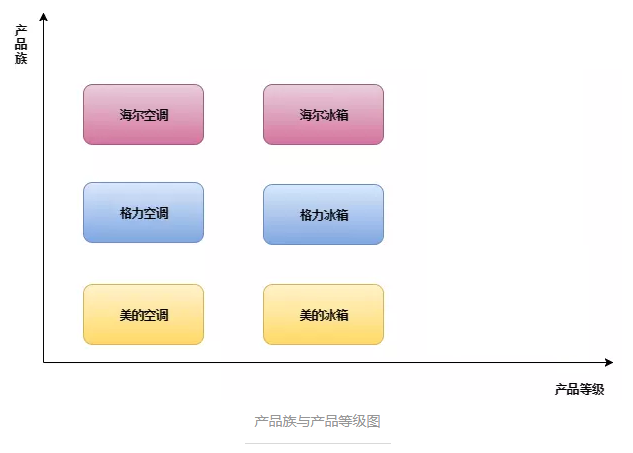 产品族
海尔空调
海尔冰箱
格力空调
格力冰箱
美的空调
美的冰箱
产品等级
产品族与产品等级图